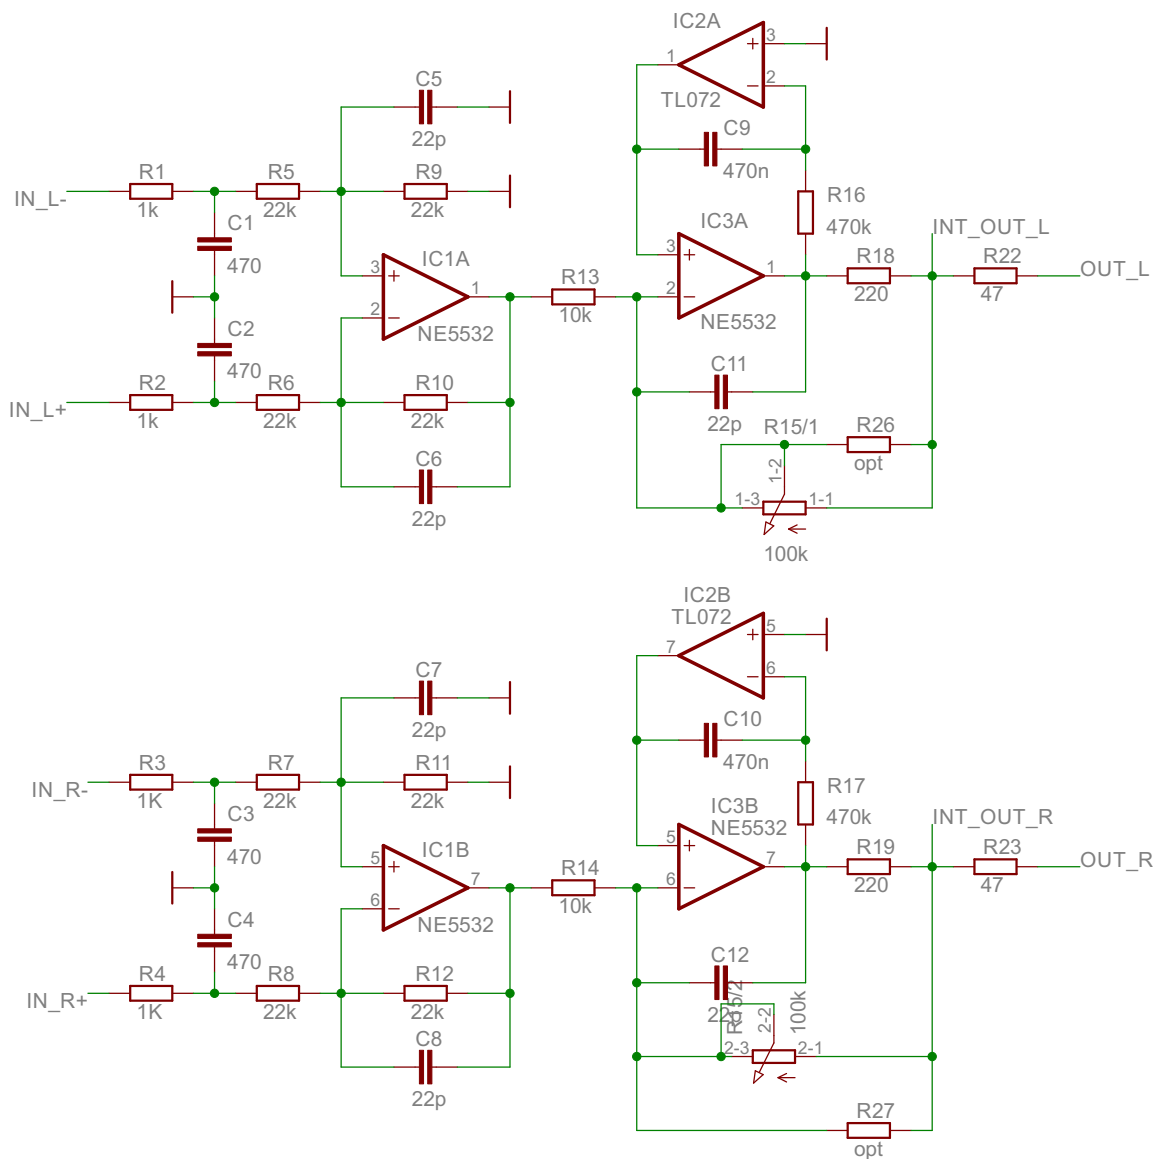 IC2A
3
1
2
TL072
C5
22p
C9
470n
R1
R5
R9
IN_L-
1k
22k
22k
R16
470k
C1
470
IC3A
INT_OUT_L
3
2
1
NE5532
R18
220
R22
47
OUT_L
IC1A
3
2
1
NE5532
R13
10k
C2
470
R2
R6
R10
IN_L+
1k
22k
22k
C11
22p
C6
22p
R15/1
R26
opt
1-2
1-3
1-1
100k
IC2B
TL072
5
7
6
C7
22p
C10
470n
R3
R7
R11
IN_R-
1K
22k
22k
R17
470k
C3
470
IC3B
NE5532
INT_OUT_R
5
6
7
R19
220
R23
47
OUT_R
IC1B
5
6
7
NE5532
R14
10k
C4
470
R4
R8
R12
IN_R+
1K
22k
22k
C12
22p
R15/2
100k
2-2
2-3
2-1
C8
22p
R27
opt